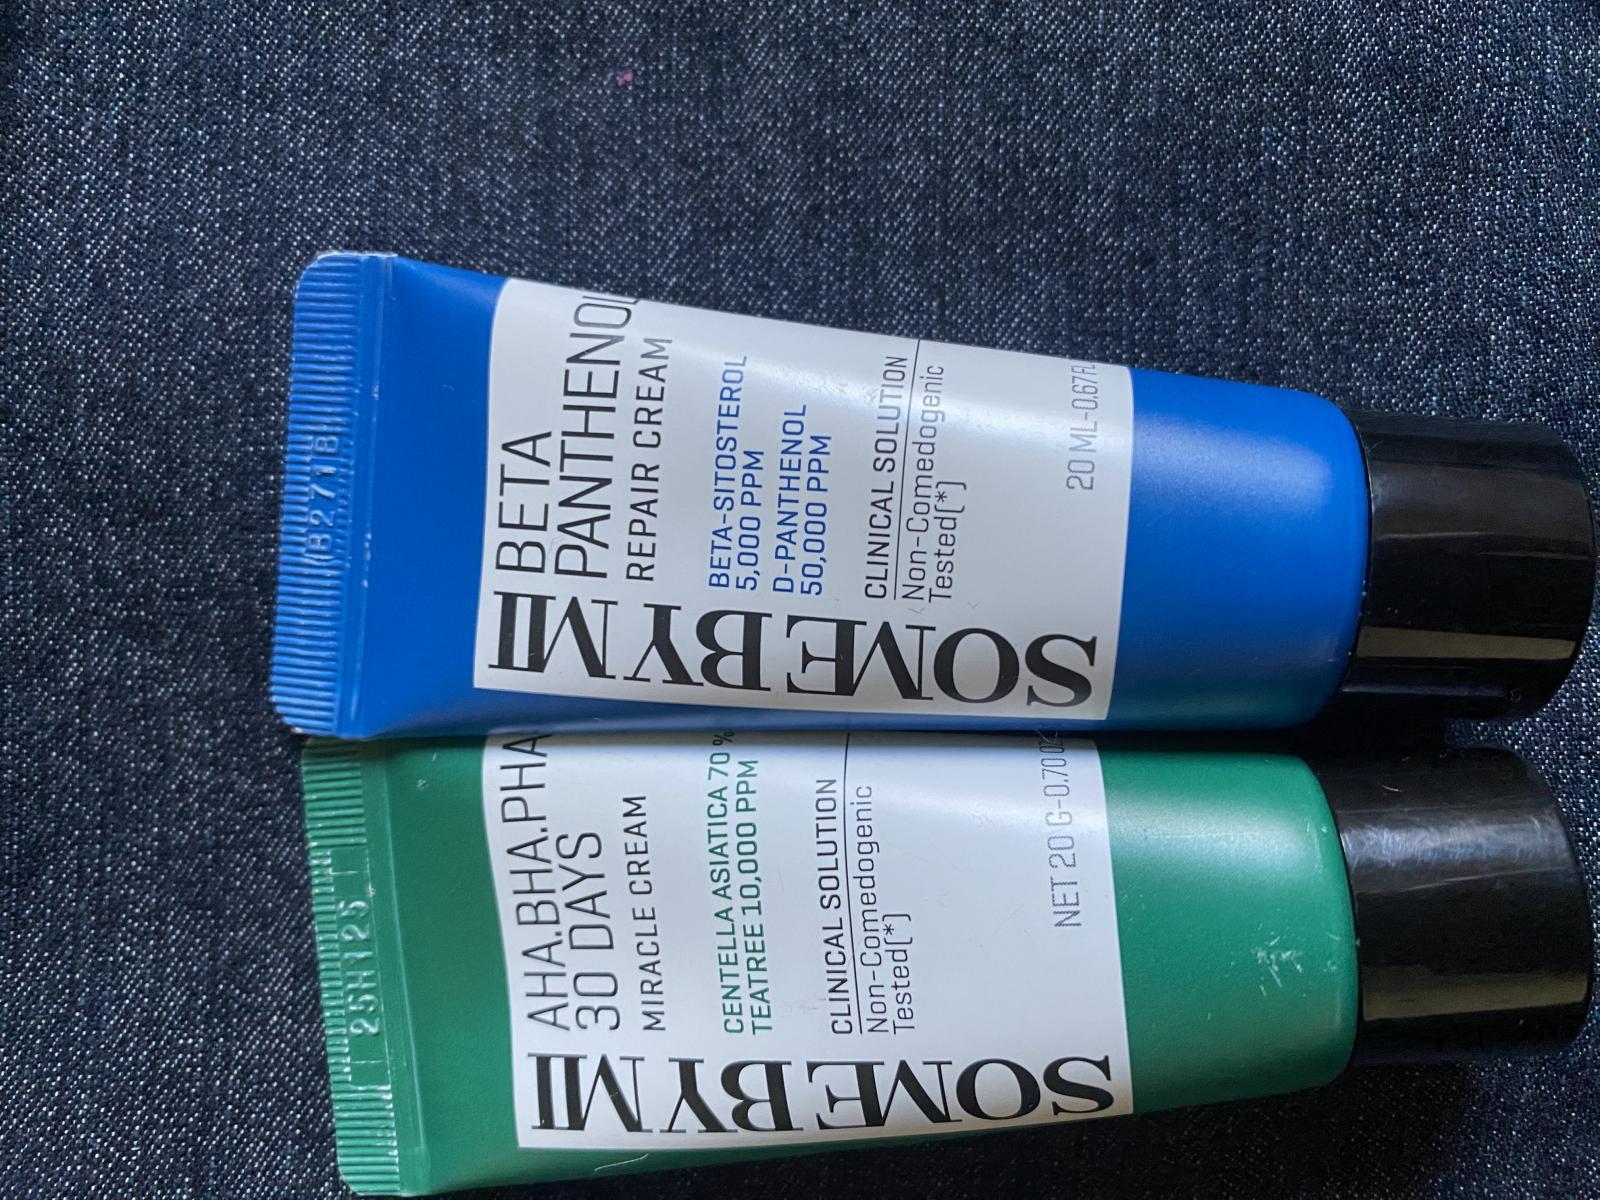 SOME BY MI
BETA
PANTHENOL
REPAIR CREAM
BETA-SITOSTEROL
5,000 PPM
D-PANTHENOL
50,000 PPM
CLINICAL SOLUTION
Non-Comedogenic
Tested[*]
20 ML-0.67FL
B271B
SOME BY MI
AHA.BHA.PHA
30 DAYS
MIRACLE CREAM
CENTELLA ASIATICA 70%
TEATREE 10,000 PPM
CLINICAL SOLUTION
Non-Comedogenic
Tested[*]
NET 20 G-0.70 OZ.
25H125